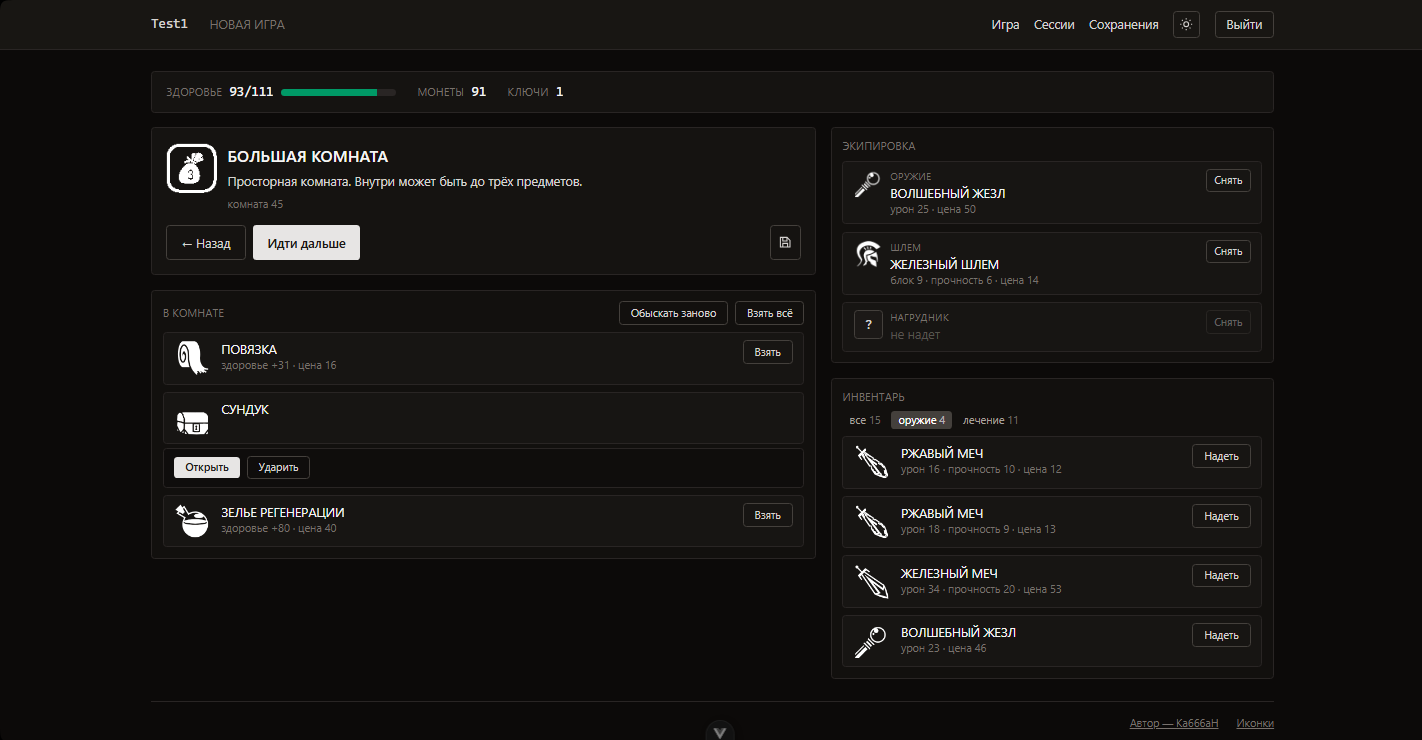 Test1 НОВАЯ ИГРА Игра Сессии Сохранения Выйти
ЗДОРОВЬЕ 93/111 МОНЕТЫ 91 КЛЮЧИ 1
3
БОЛЬШАЯ КОМНАТА
Просторная комната. Внутри может быть до трёх предметов.
комната 45
← Назад Идти дальше
В КОМНАТЕ Обыскать заново Взять всё
ПОВЯЗКА Взять
здоровье +31 · цена 16
СУНДУК
Открыть Ударить
ЗЕЛЬЕ РЕГЕНЕРАЦИИ Взять
здоровье +80 · цена 40
ЭКИПИРОВКА
ОРУЖИЕ Снять
ВОЛШЕБНЫЙ ЖЕЗЛ
урон 25 · цена 50
ШЛЕМ Снять
ЖЕЛЕЗНЫЙ ШЛЕМ
блок 9 · прочность 6 · цена 14
? НАГРУДНИК Снять
не надет
ИНВЕНТАРЬ
все 15 оружие 4 лечение 11
РЖАВЫЙ МЕЧ Надеть
урон 16 · прочность 10 · цена 12
РЖАВЫЙ МЕЧ Надеть
урон 18 · прочность 9 · цена 13
ЖЕЛЕЗНЫЙ МЕЧ Надеть
урон 34 · прочность 20 · цена 53
ВОЛШЕБНЫЙ ЖЕЗЛ Надеть
урон 23 · цена 46
Автор — Ka666aH Иконки